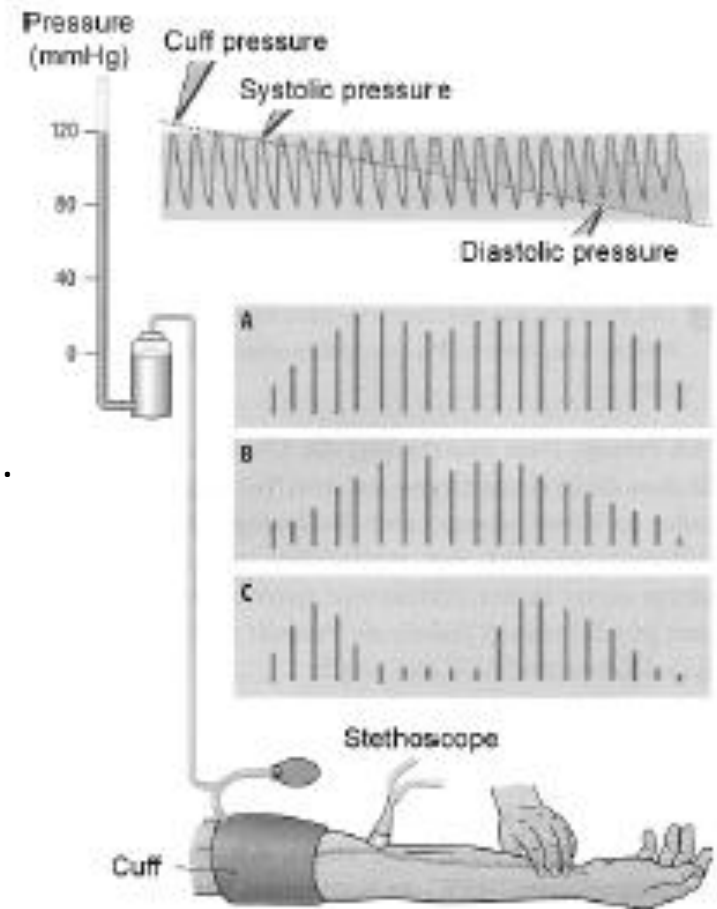 Pressure
(mmHg)
Cuff pressure
Systolic pressure
120
80
Diastolic pressure
40
0
A
B
C
Stethoscope
Cuff